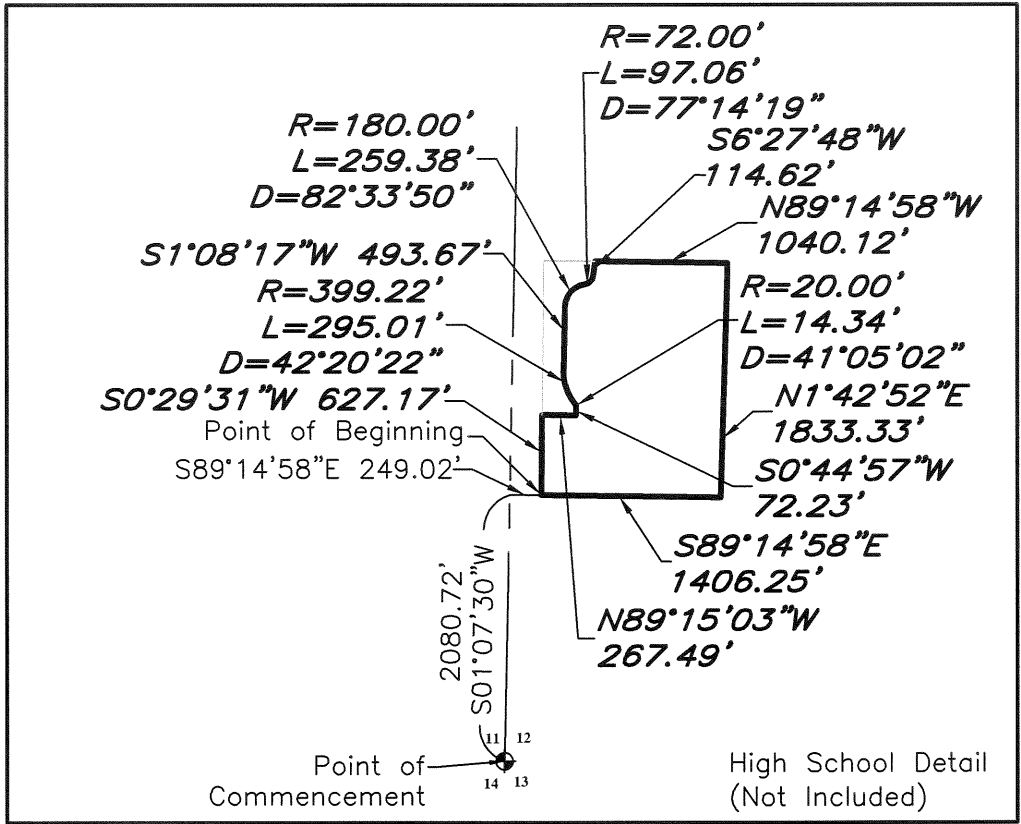 R=72.00'
L=97.06'
D=77°14'19"
R=180.00'
L=259.38'
D=82°33'50"
S6°27'48"W
114.62'
N89°14'58"W
1040.12'
S1°08'17"W 493.67'
R=399.22'
L=295.01'
D=42°20'22"
R=20.00'
L=14.34'
D=41°05'02"
S0°29'31"W 627.17'
N1°42'52"E
1833.33'
Point of Beginning
S89°14'58"E 249.02'
S0°44'57"W
72.23'
S89°14'58"E
1406.25'
2080.72'
S01°07'30"W
N89°15'03"W
267.49'
11 12
14 13
Point of
Commencement
High School Detail
(Not Included)